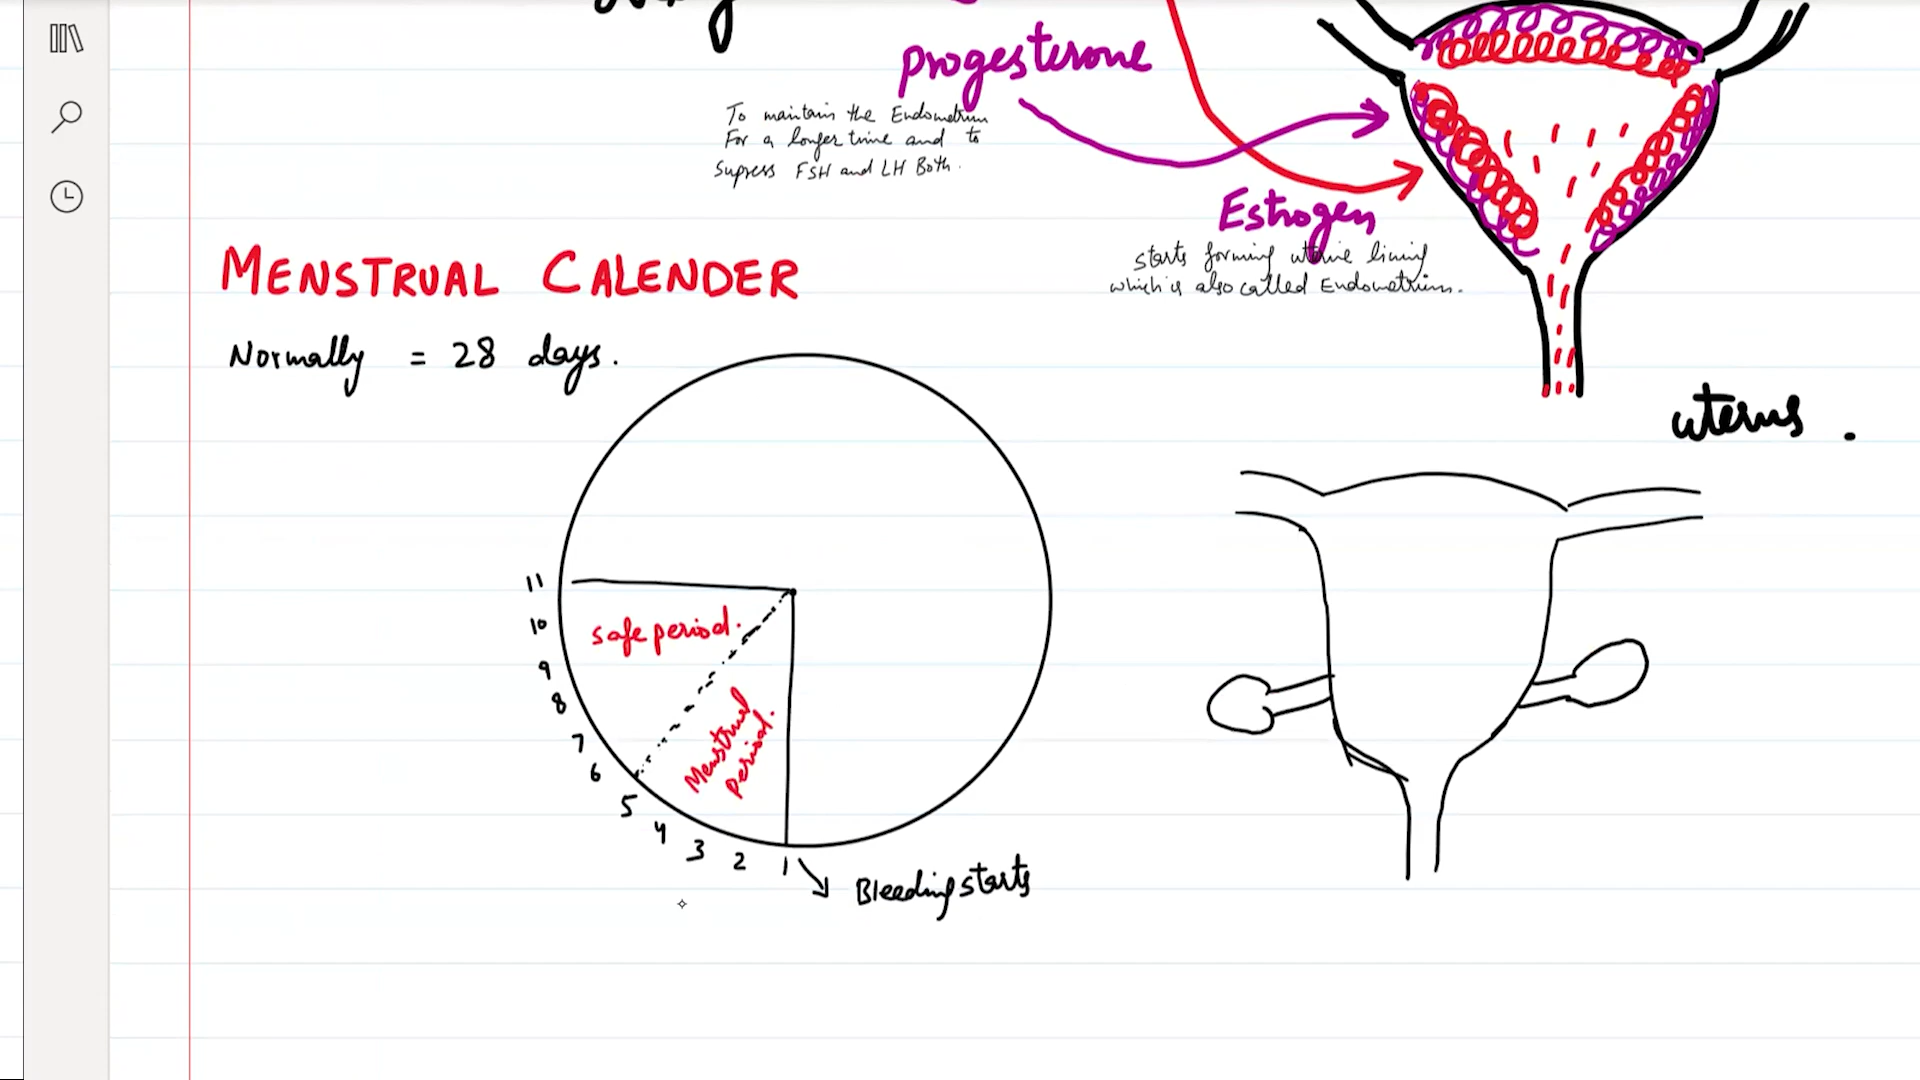 Progesterone
To maintain the Endometrium
For a longer time and to
Supress FSH and LH Both.
Estrogen
starts forming uterine lining
which is also called Endometrium.
MENSTRUAL CALENDER
Normally = 28 days.
uterus.
11
10
9
8
7
6
5
4
3
2
1
safe period.
Menstrual
period.
Bleeding starts